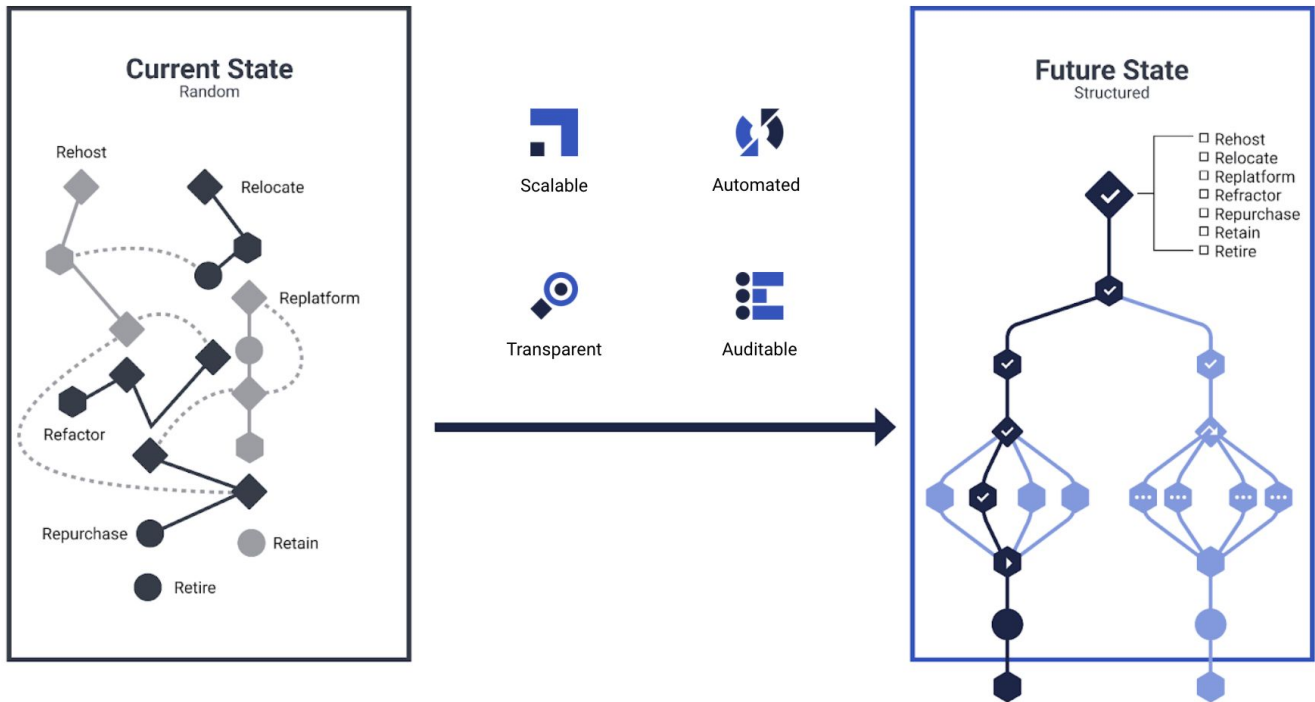 Current State
Random
Rehost
Relocate
Replatform
Refactor
Repurchase
Retain
Retire
Scalable
Automated
Transparent
Auditable
Future State
Structured
Rehost
Relocate
Replatform
Refractor
Repurchase
Retain
Retire